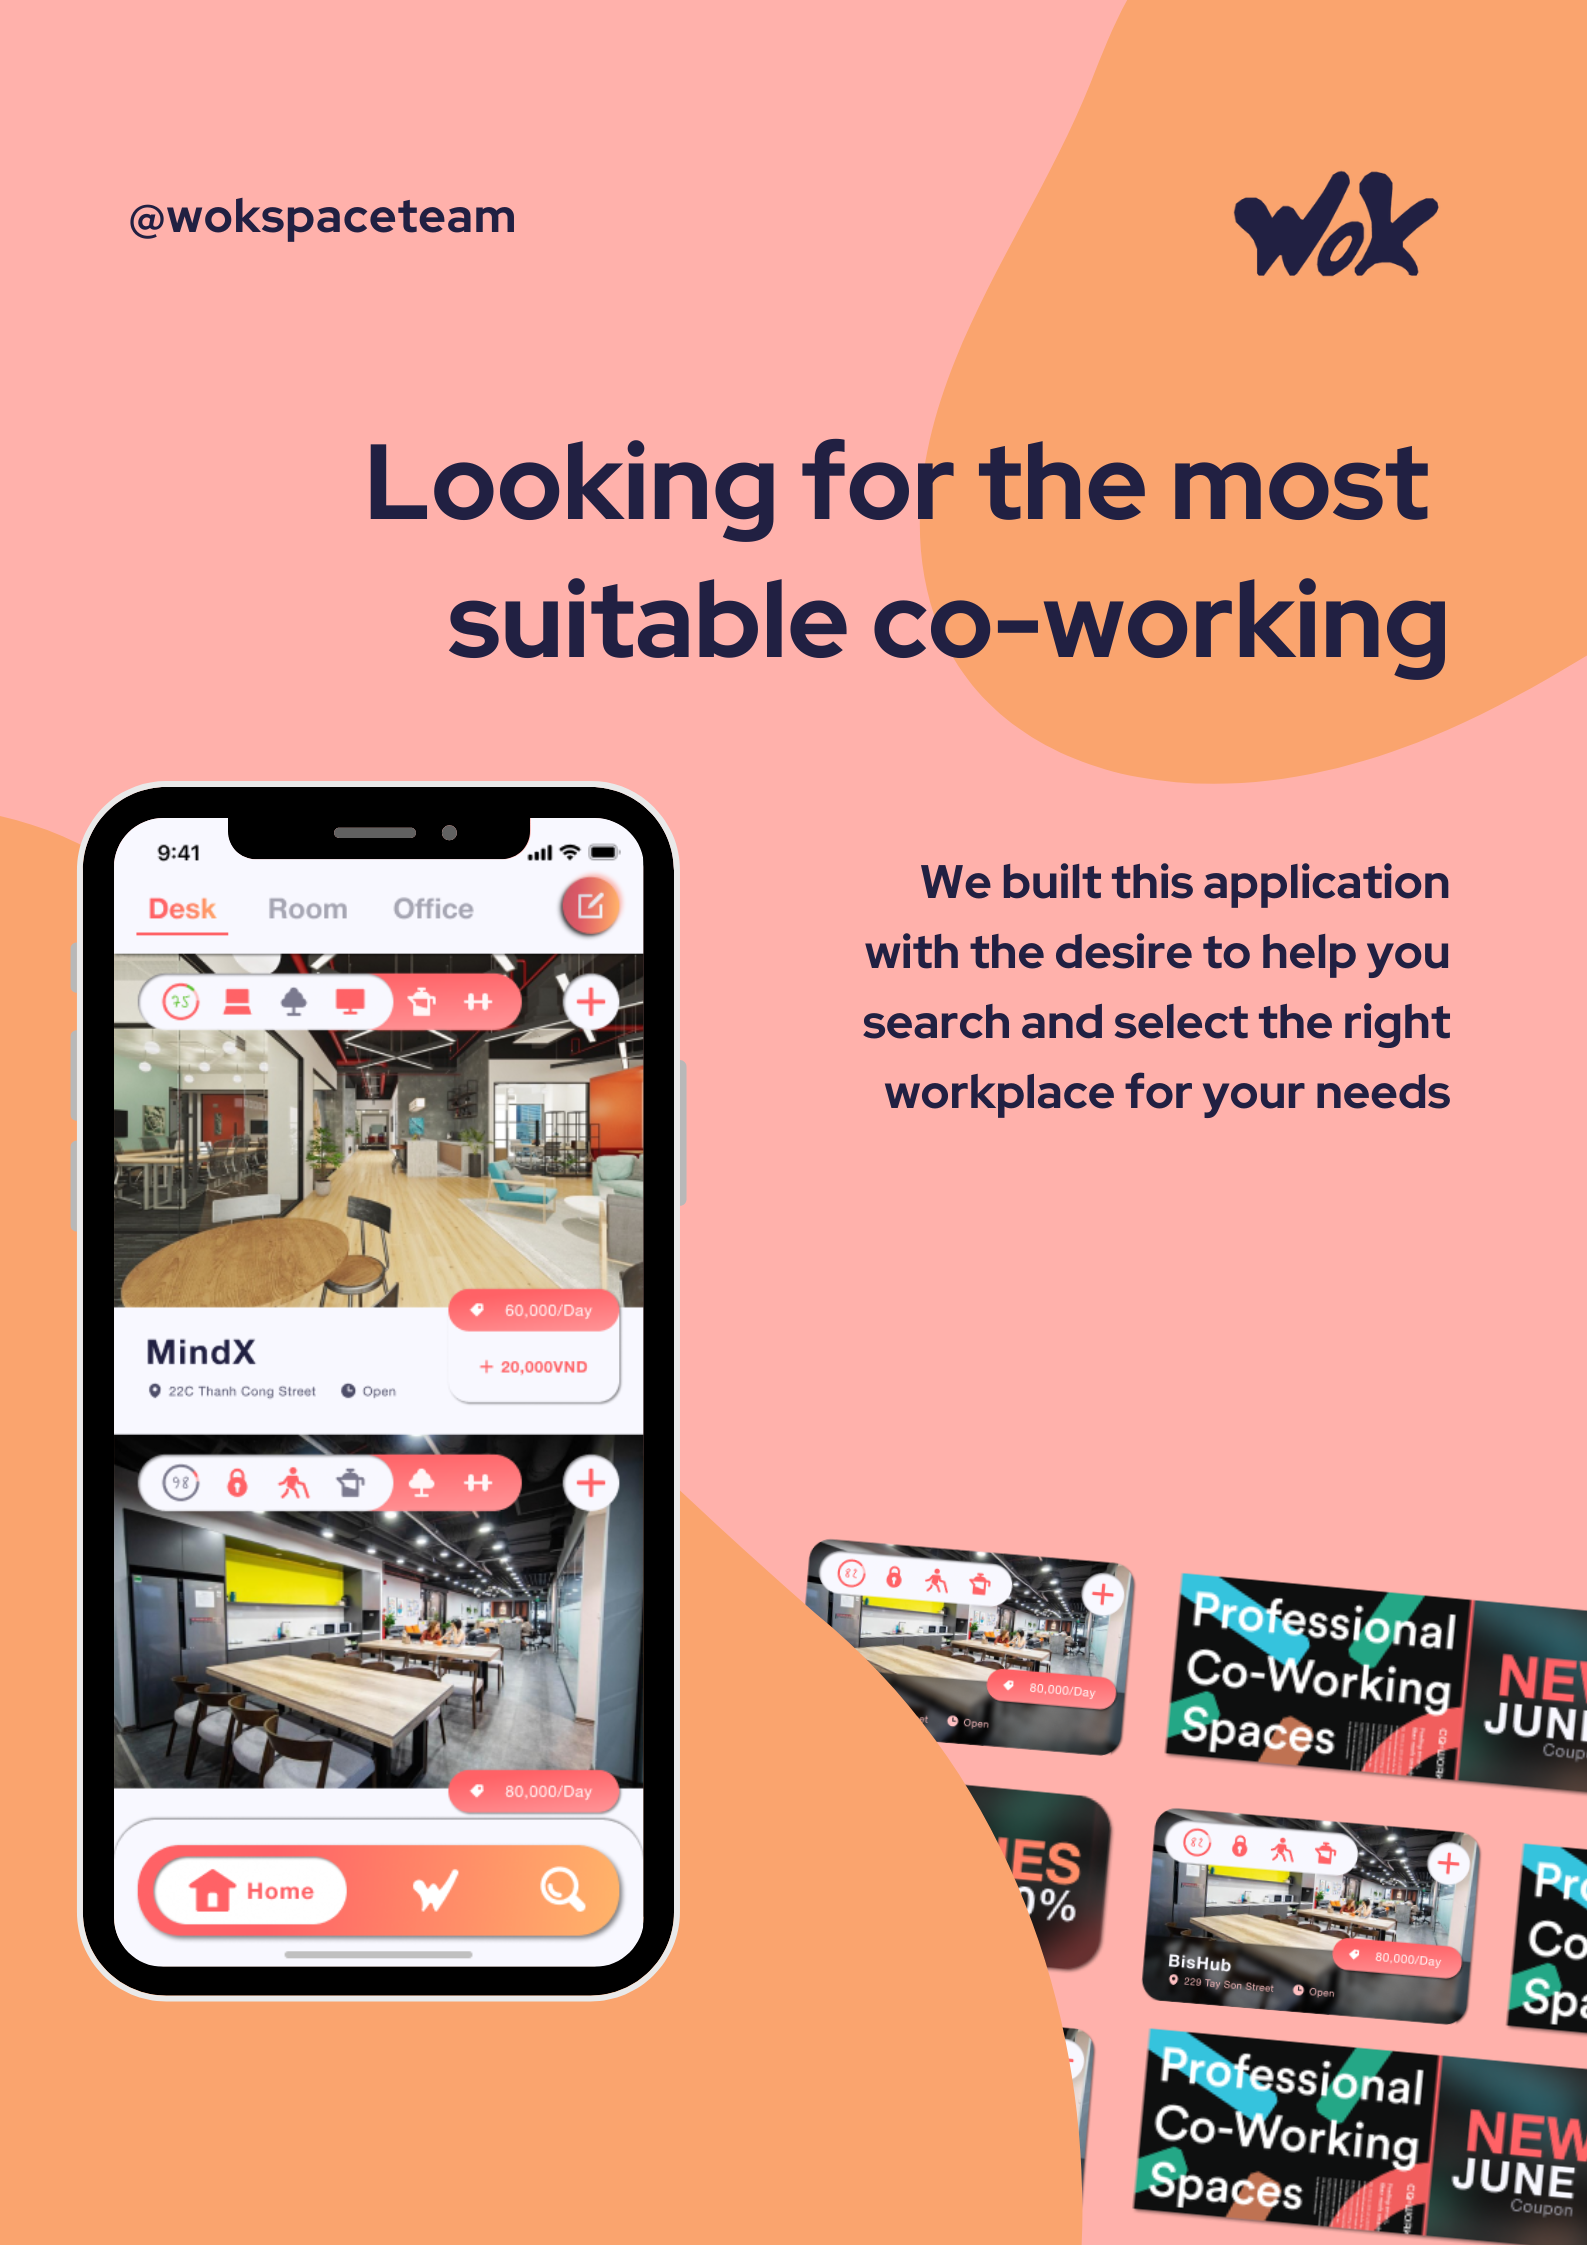 @wokspaceteam
WoK
Looking for the most
suitable co-working
We built this application
with the desire to help you
search and select the right
workplace for your needs
9:41
Desk Room Office
75
60,000/Day
MindX
+ 20,000VND
22C Thanh Cong Street Open
98
80,000/Day
Home
82
80,000/Day
Open
Professional
Co-Working
Spaces
NEW
JUNE
IES
0%
82
80,000/Day
BisHub
229 Tay Son Street Open
Pro
Co
Spa
Professional
Co-Working
Spaces
NEW
JUNE
Coupon